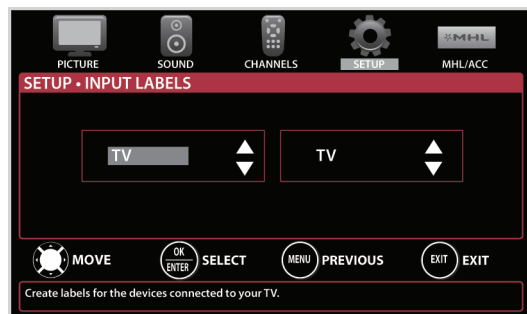 MHL
PICTURE SOUND CHANNELS SETUP MHL/ACC
SETUP • INPUT LABELS
TV TV
MOVE OK ENTER SELECT MENU PREVIOUS EXIT EXIT
Create labels for the devices connected to your TV.